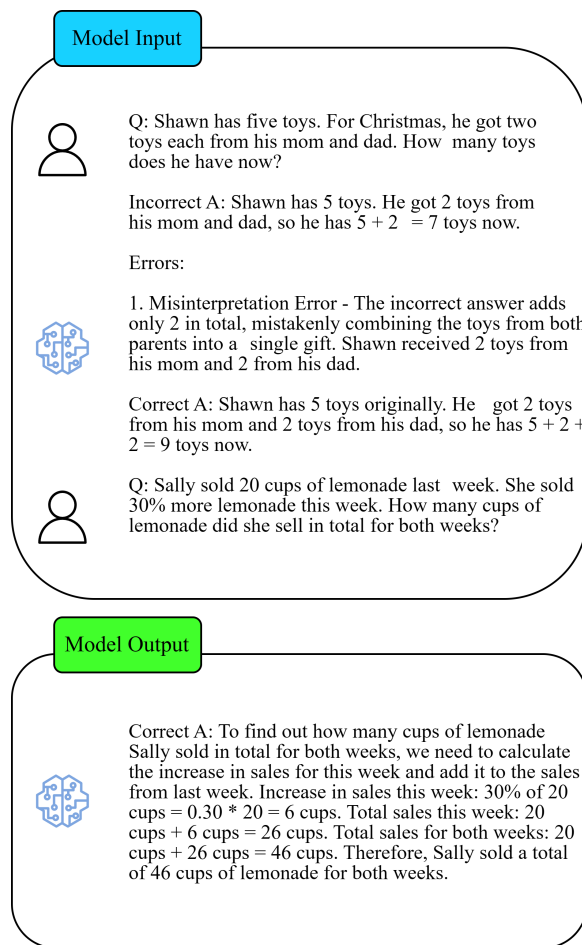 Model Input
Q: Shawn has five toys. For Christmas, he got two
toys each from his mom and dad. How many toys
does he have now?
Incorrect A: Shawn has 5 toys. He got 2 toys from
his mom and dad, so he has 5 + 2 = 7 toys now.
Errors:
1. Misinterpretation Error - The incorrect answer adds
only 2 in total, mistakenly combining the toys from both
parents into a single gift. Shawn received 2 toys from
his mom and 2 from his dad.
Correct A: Shawn has 5 toys originally. He got 2 toys
from his mom and 2 toys from his dad, so he has 5 + 2 +
2 = 9 toys now.
Q: Sally sold 20 cups of lemonade last week. She sold
30% more lemonade this week. How many cups of
lemonade did she sell in total for both weeks?
Model Output
Correct A: To find out how many cups of lemonade
Sally sold in total for both weeks, we need to calculate
the increase in sales for this week and add it to the sales
from last week. Increase in sales this week: 30% of 20
cups = 0.30 * 20 = 6 cups. Total sales this week: 20
cups + 6 cups = 26 cups. Total sales for both weeks: 20
cups + 26 cups = 46 cups. Therefore, Sally sold a total
of 46 cups of lemonade for both weeks.